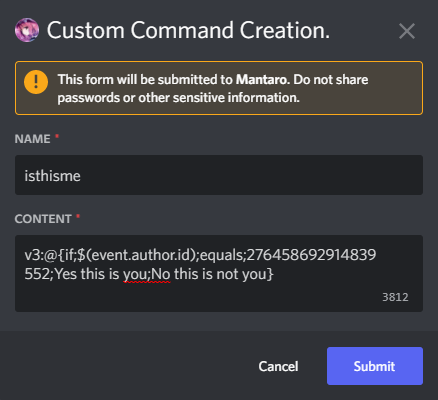 Custom Command Creation.
This form will be submitted to Mantaro. Do not share
passwords or other sensitive information.
NAME *
isthisme
CONTENT *
v3:@{if;$(event.author.id);equals;276458692914839
552;Yes this is you;No this is not you}
3812
Cancel
Submit